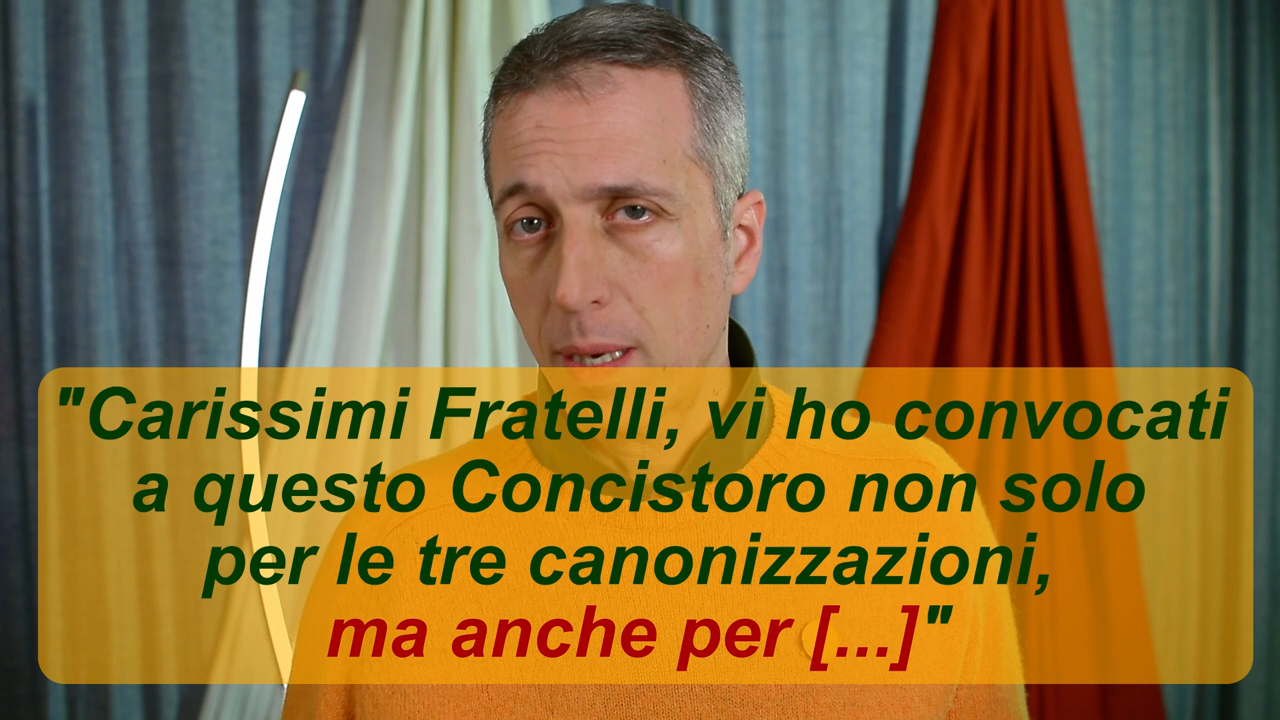 "Carissimi Fratelli, vi ho convocati
a questo Concistoro non solo
per le tre canonizzazioni,
ma anche per [...]"